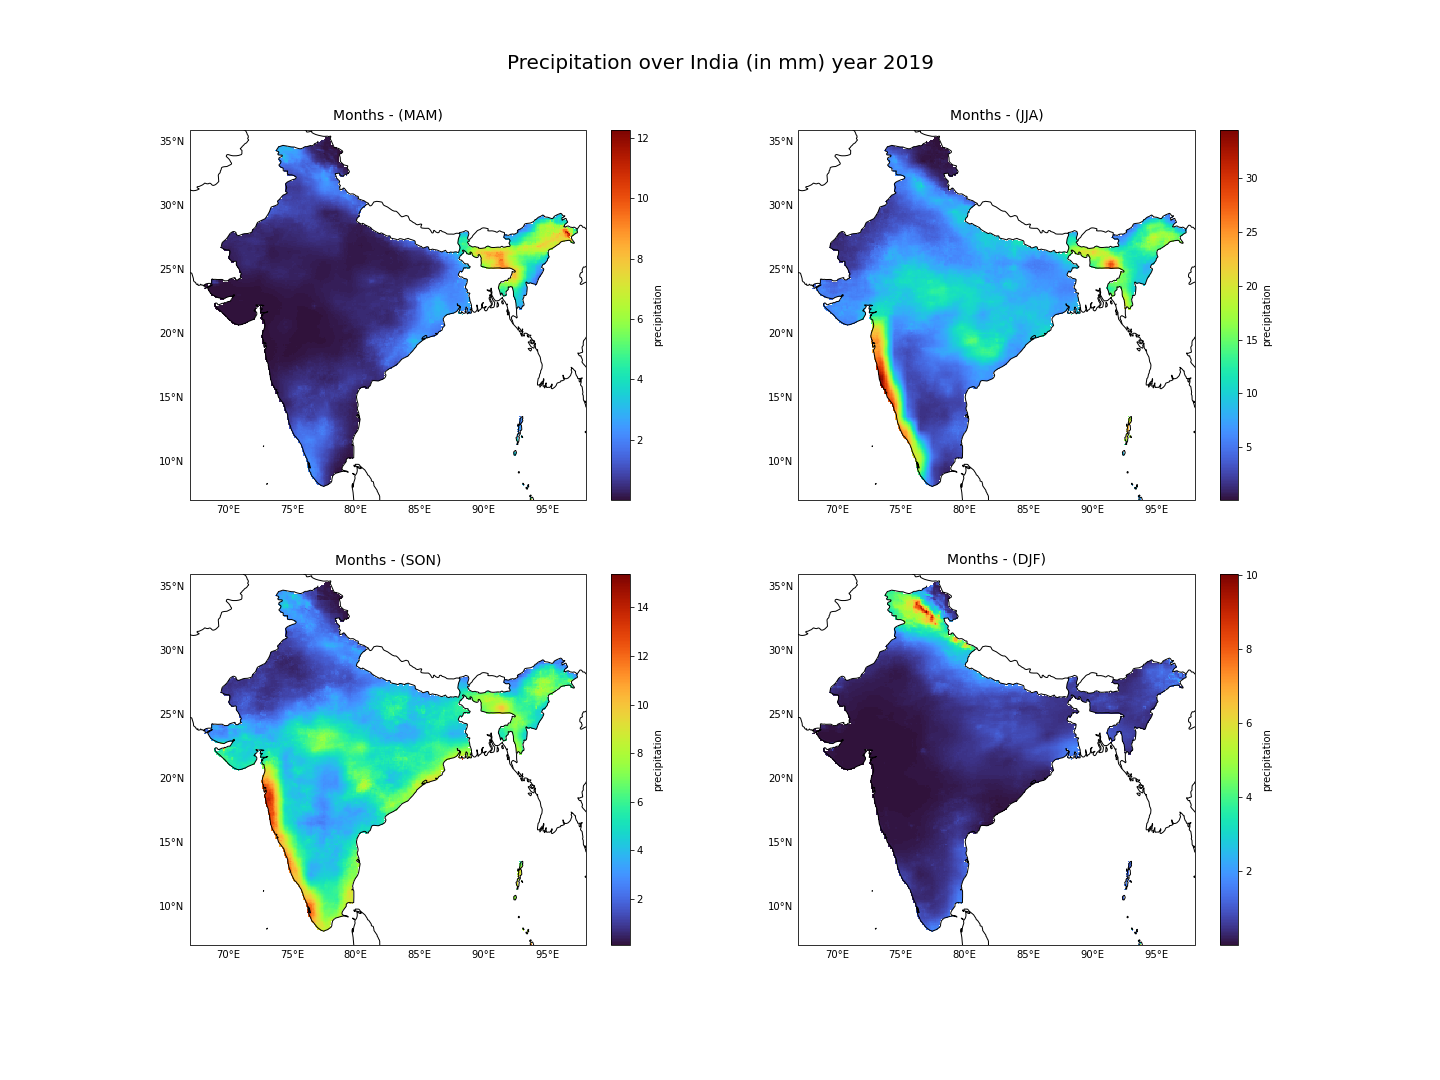 Precipitation over India (in mm) year 2019
Months - (MAM)
35°N
30°N
25°N
20°N
15°N
10°N
70°E 75°E 80°E 85°E 90°E 95°E
12
10
8
6
4
2
precipitation
Months - (JJA)
35°N
30°N
25°N
20°N
15°N
10°N
70°E 75°E 80°E 85°E 90°E 95°E
30
25
20
15
10
5
precipitation
Months - (SON)
35°N
30°N
25°N
20°N
15°N
10°N
70°E 75°E 80°E 85°E 90°E 95°E
14
12
10
8
6
4
2
precipitation
Months - (DJF)
35°N
30°N
25°N
20°N
15°N
10°N
70°E 75°E 80°E 85°E 90°E 95°E
10
8
6
4
2
precipitation